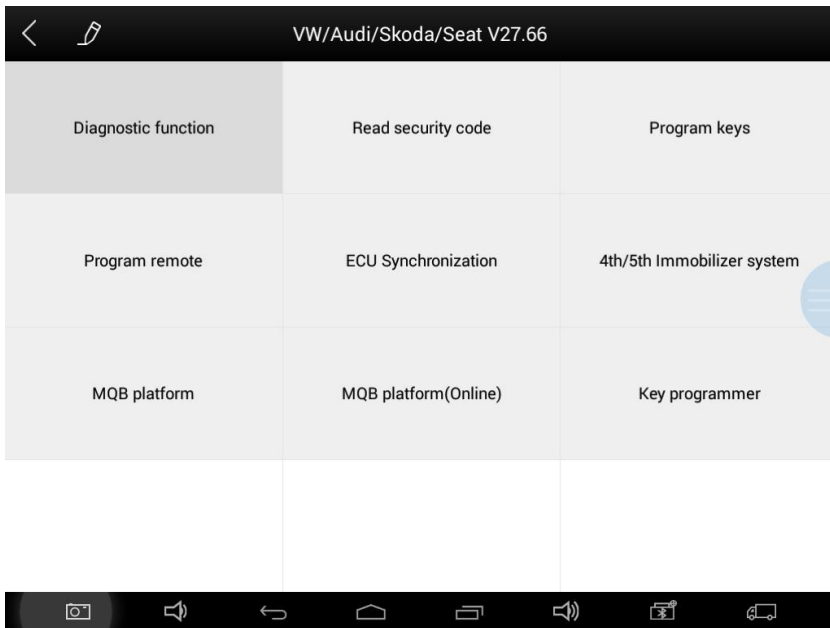 VW/Audi/Skoda/Seat V27.66
Diagnostic function
Read security code
Program keys
Program remote
ECU Synchronization
4th/5th Immobilizer system
MQB platform
MQB platform(Online)
Key programmer